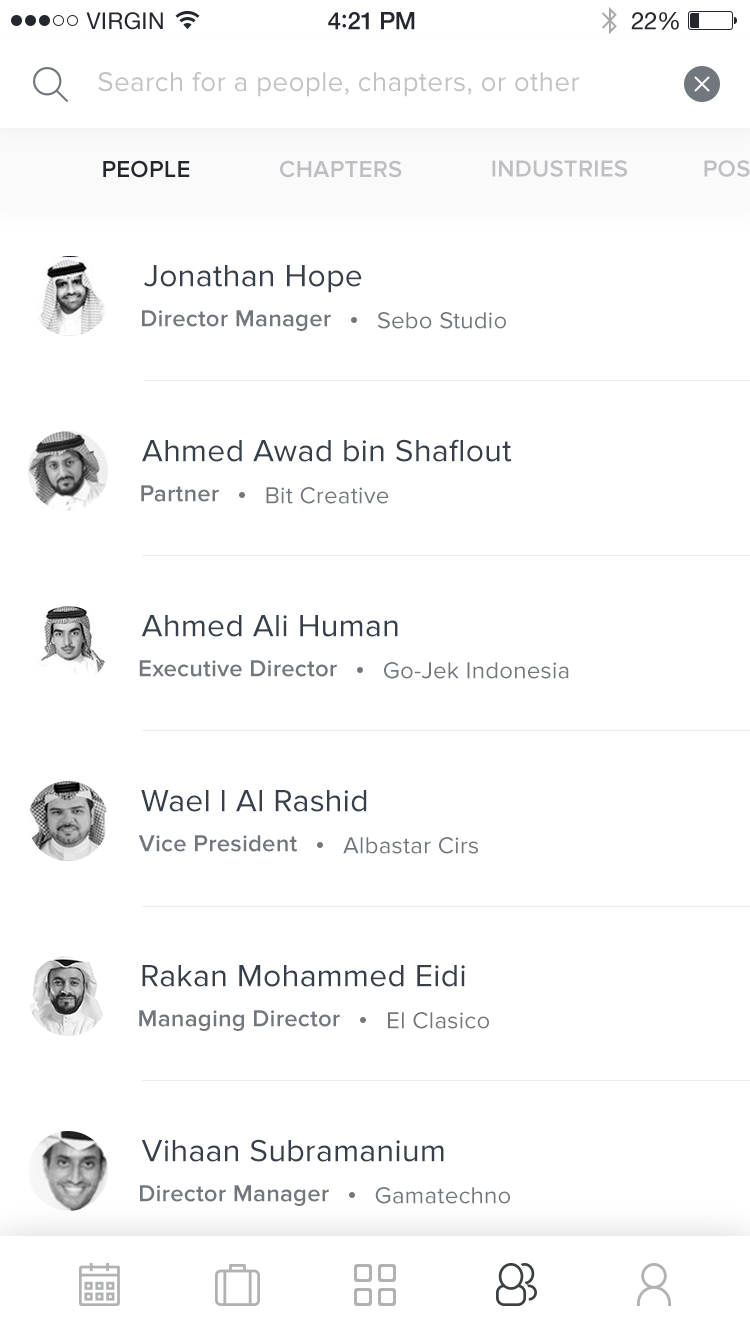 ●●●○○ VIRGIN 4:21 PM 22%
Search for a people, chapters, or other
PEOPLE CHAPTERS INDUSTRIES POS
Jonathan Hope
Director Manager • Sebo Studio
Ahmed Awad bin Shaflout
Partner • Bit Creative
Ahmed Ali Human
Executive Director • Go-Jek Indonesia
Wael I Al Rashid
Vice President • Albastar Cirs
Rakan Mohammed Eidi
Managing Director • El Clasico
Vihaan Subramanium
Director Manager • Gamatechno